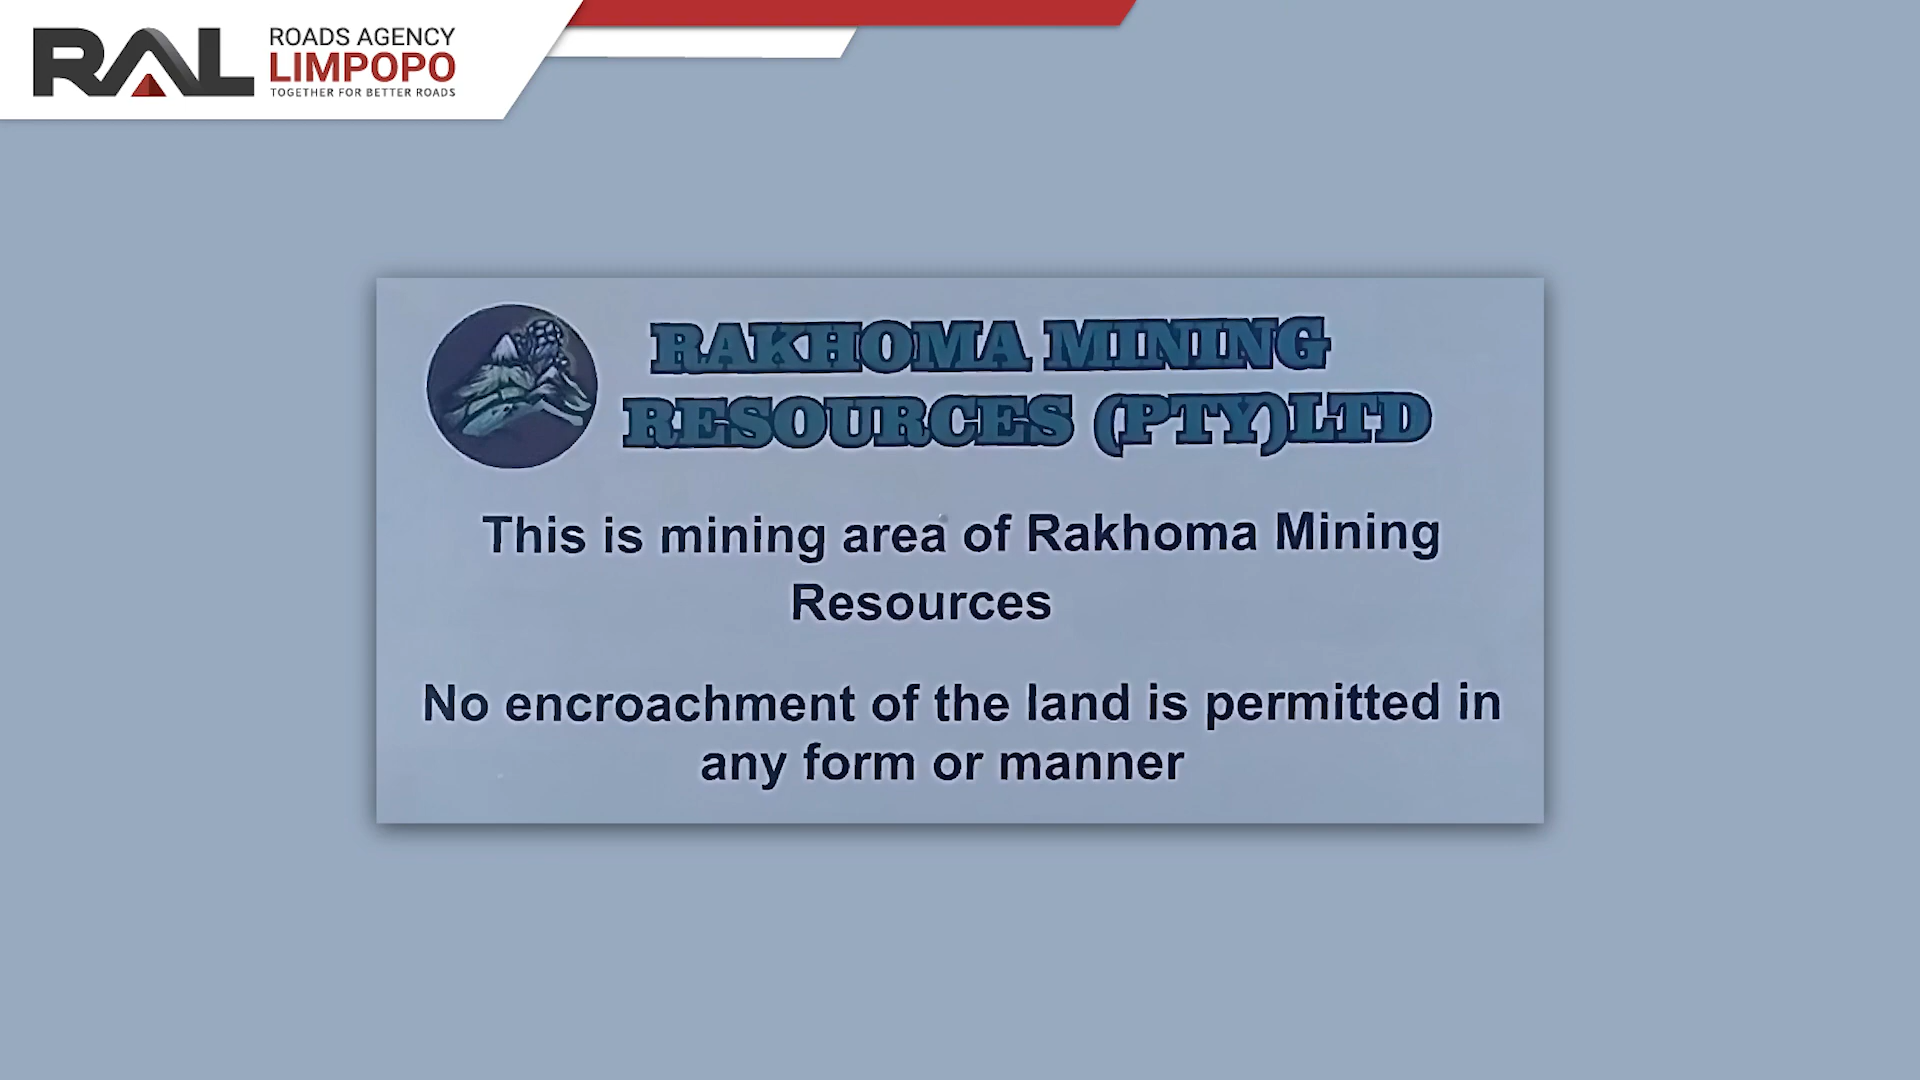 RAL
ROADS AGENCY
LIMPOPO
TOGETHER FOR BETTER ROADS
RAKHOMA MINING
RESOURCES (PTY)LTD
This is mining area of Rakhoma Mining
Resources
No encroachment of the land is permitted in
any form or manner